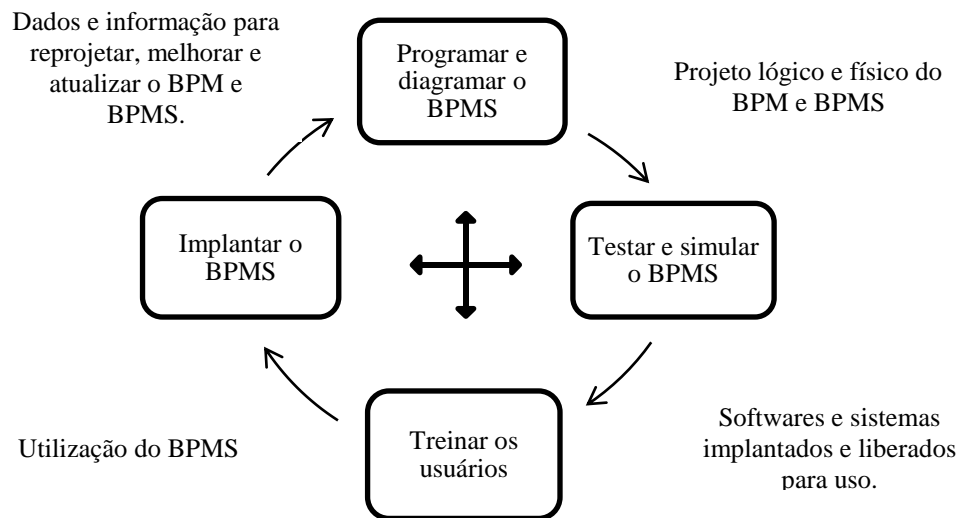 Dados e informação para
reprojetar, melhorar e
atualizar o BPM e
BPMS.
Programar e
diagramar o
BPMS
Projeto lógico e físico do
BPM e BPMS
Implantar o
BPMS
Testar e simular
o BPMS
Utilização do BPMS
Treinar os
usuários
Softwares e sistemas
implantados e liberados
para uso.